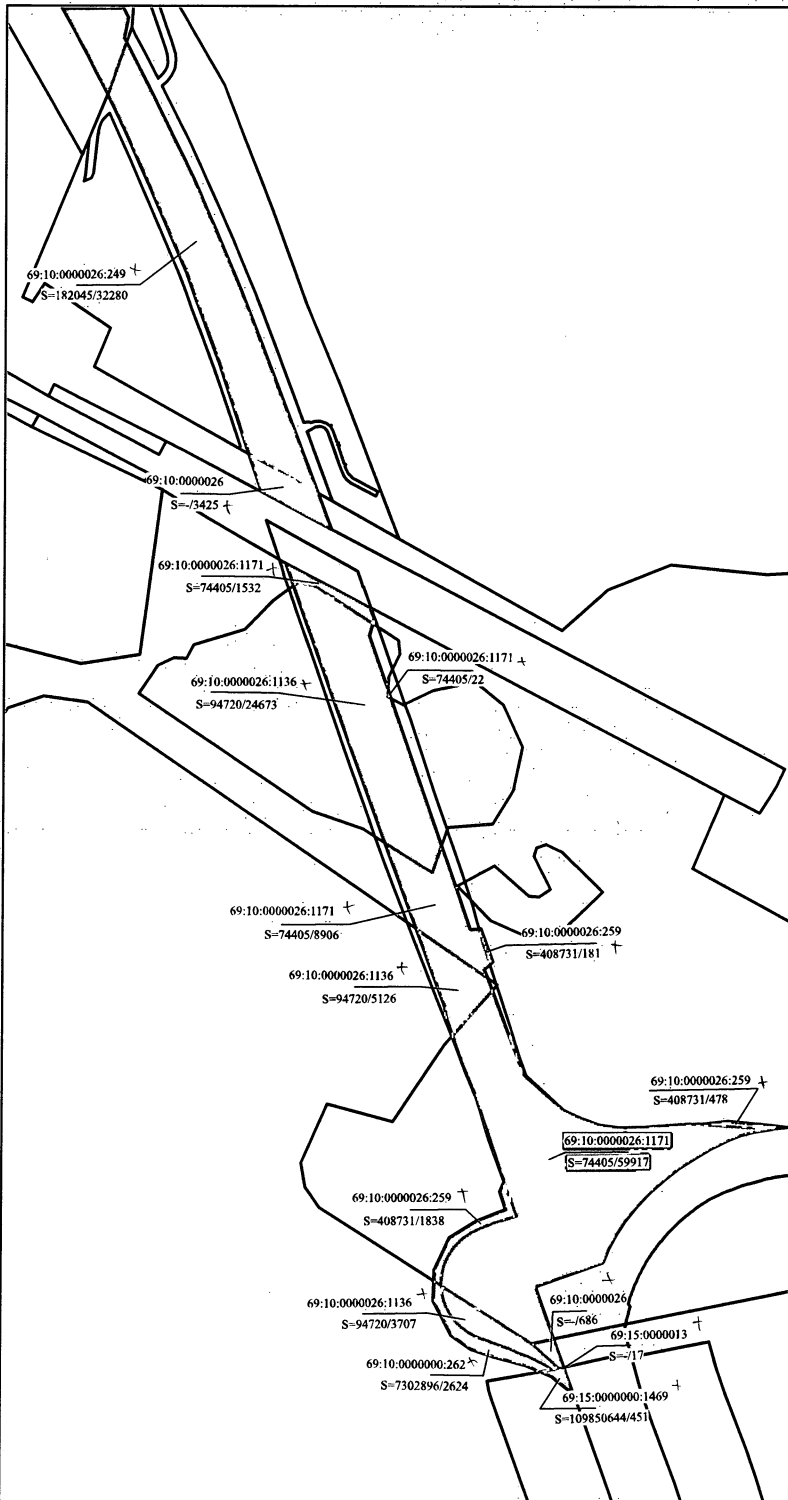 69:10:0000026:249
S=182045/32280
69:10:0000026
S=-/3425
69:10:0000026:1171
S=74405/1532
69:10:0000026:1171
S=74405/22
69:10:0000026:1136
S=94720/24673
69:10:0000026:1171
S=74405/8906
69:10:0000026:259
S=408731/181
69:10:0000026:1136
S=94720/5126
69:10:0000026:259
S=408731/478
69:10:0000026:1171
S=74405/59917
69:10:0000026:259
S=408731/1838
69:10:0000026:1136
S=94720/3707
69:10:0000026
S=-/686
69:15:0000013
S=-/17
69:10:0000000:262
S=7302896/2624
69:15:0000000:1469
S=109850644/451